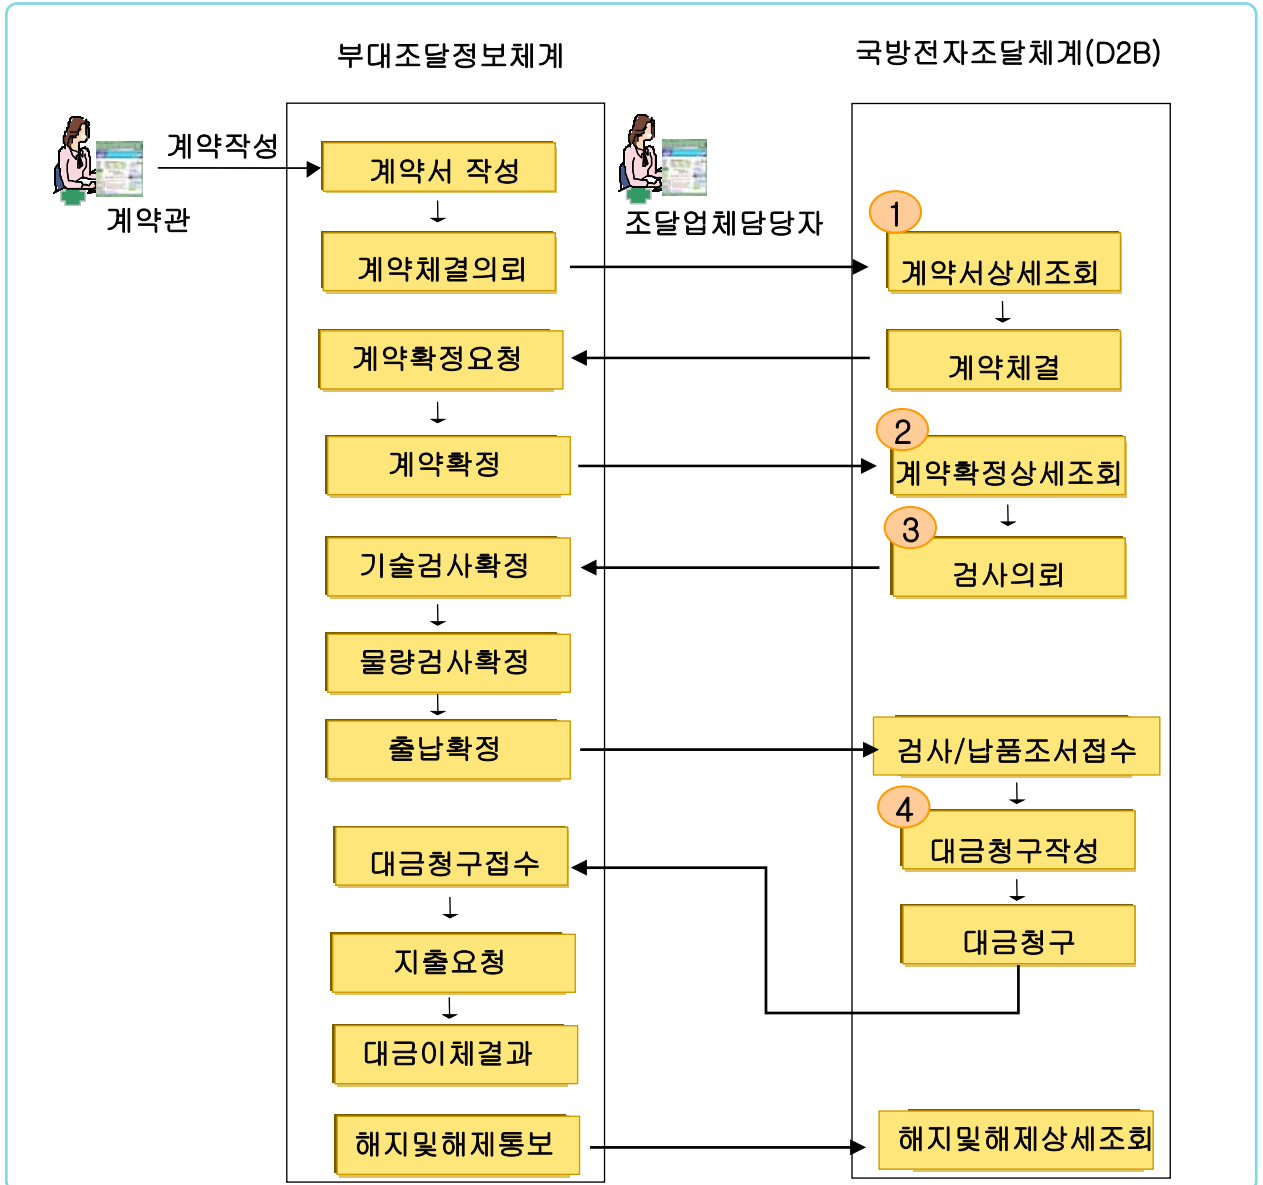 부대조달정보체계
국방전자조달체계(D2B)
계약작성
계약관
조달업체담당자
계약서 작성
1
계약체결의뢰
계약서상세조회
계약확정요청
계약체결
2
계약확정
계약확정상세조회
3
기술검사확정
검사의뢰
물량검사확정
출납확정
검사/납품조서접수
4
대금청구작성
대금청구접수
대금청구
지출요청
대금이체결과
해지및해제통보
해지및해제상세조회